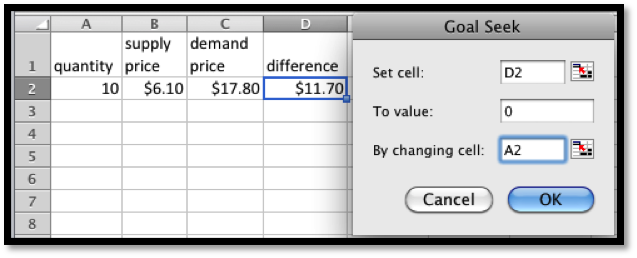 A B C D
1 quantity supply price demand price difference
2 10 $6.10 $17.80 $11.70
3
4
5
6
7
8
Goal Seek
Set cell: D2
To value: 0
By changing cell: A2
Cancel OK